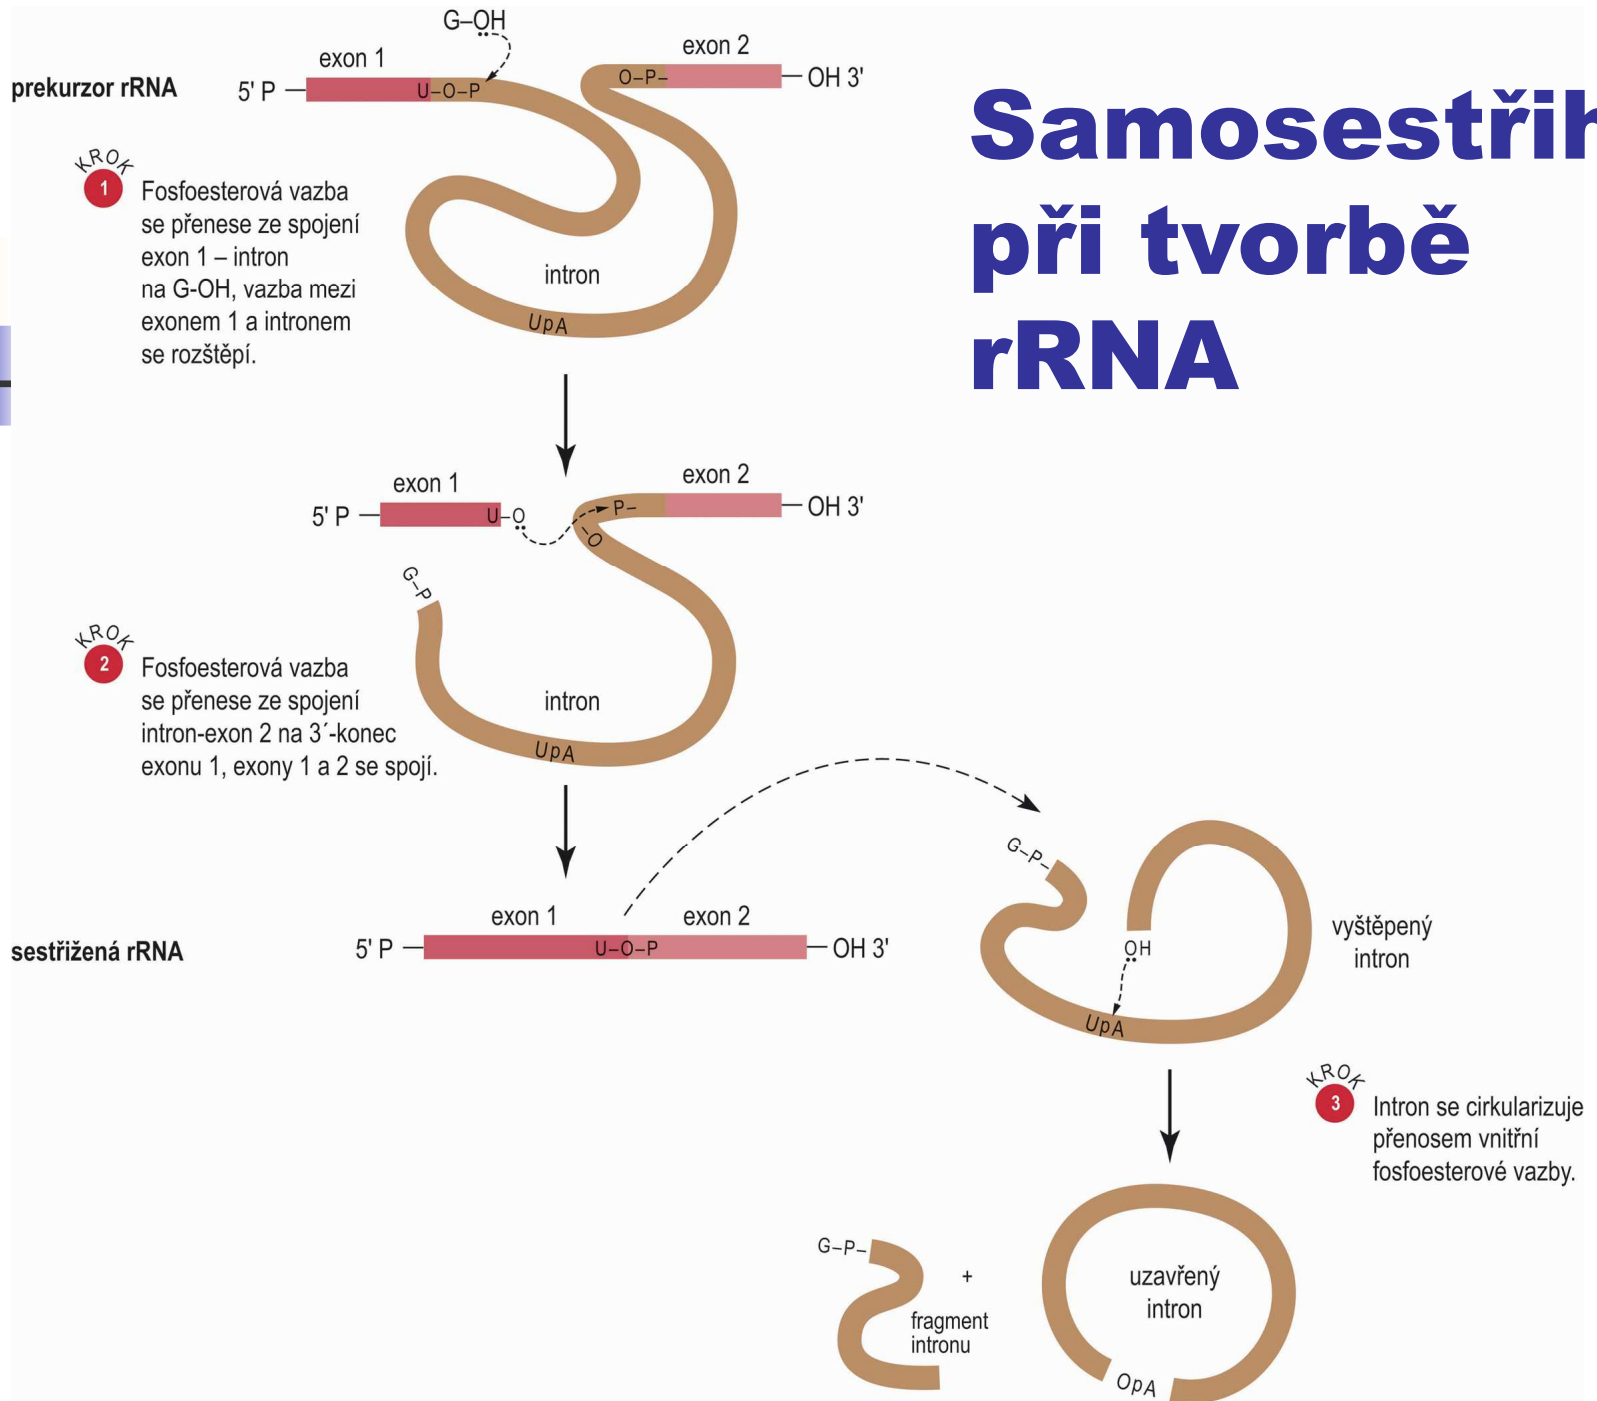 Samosestřih
při tvorbě
rRNA
G–OH
exon 1
exon 2
prekurzor rRNA
5' P
U–O–P
O–P–
OH 3'
KROK
1
Fosfoesterová vazba
se přenese ze spojení
exon 1 – intron
na G-OH, vazba mezi
exonem 1 a intronem
se rozštěpí.
intron
UpA
exon 1
exon 2
5' P
U–O
P–
–O
OH 3'
G–P
KROK
2
Fosfoesterová vazba
se přenese ze spojení
intron-exon 2 na 3´-konec
exonu 1, exony 1 a 2 se spojí.
intron
UpA
exon 1
exon 2
sestřižená rRNA
5' P
U–O–P
OH 3'
G–P–
OH
UpA
vyštěpený
intron
KROK
3
Intron se cirkularizuje
přenosem vnitřní
fosfoesterové vazby.
G–P–
+
fragment
intronu
uzavřený
intron
OpA